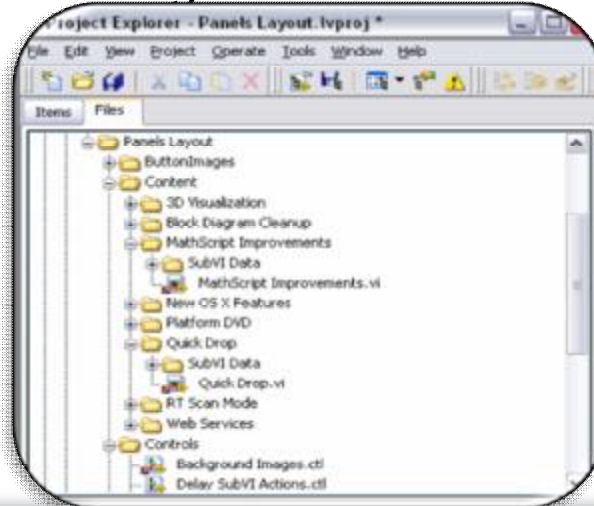 Project Explorer - Panels Layout.lvproj *
File Edit View Project Operate Tools Window Help
Items Files
Panels Layout
ButtonImages
Content
3D Visualization
Block Diagram Cleanup
MathScript Improvements
SubVI Data
MathScript Improvements.vi
New OS X Features
Platform DVD
Quick Drop
SubVI Data
Quick Drop.vi
RT Scan Mode
Web Services
Controls
Background Images.ctl
Delay SubVI Actions.ctl